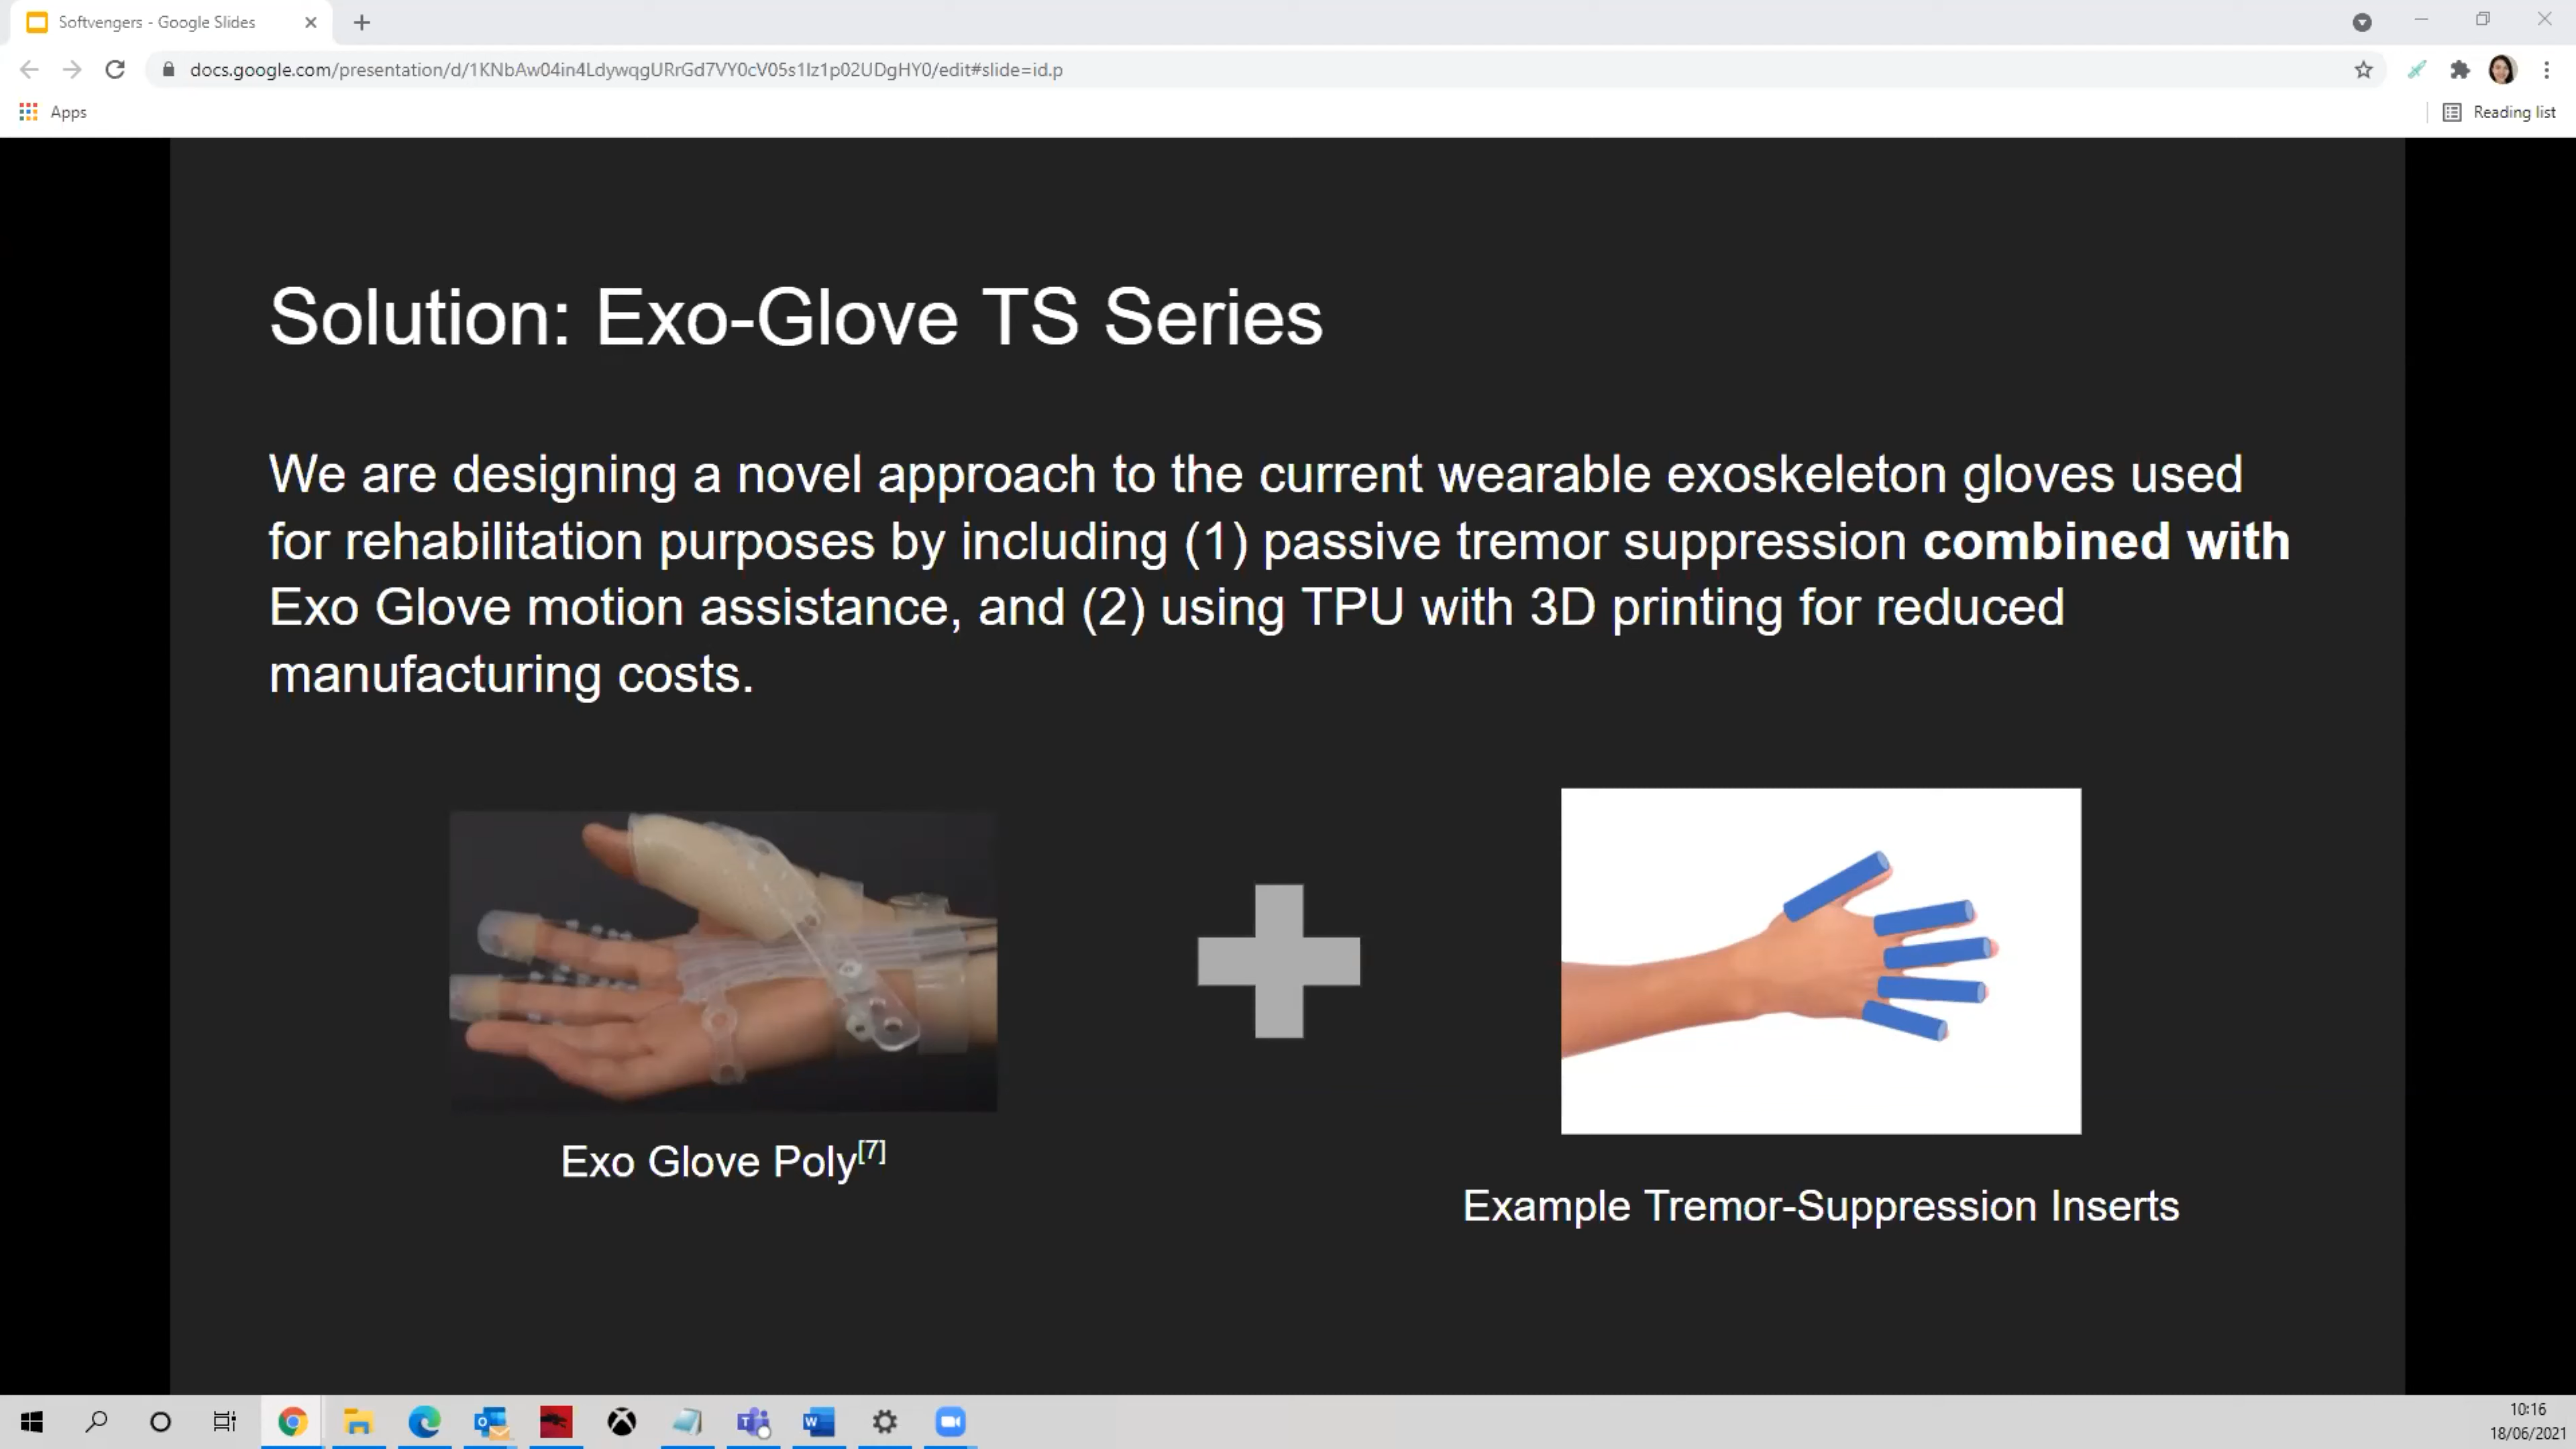 Softvengers - Google Slides
docs.google.com/presentation/d/1KNbAw04in4LdywqgURrGd7VY0cV05s1Iz1p02UDgHY0/edit#slide=id.p
Apps
Reading list
Solution: Exo-Glove TS Series
We are designing a novel approach to the current wearable exoskeleton gloves used
for rehabilitation purposes by including (1) passive tremor suppression combined with
Exo Glove motion assistance, and (2) using TPU with 3D printing for reduced
manufacturing costs.
Exo Glove Poly[7]
Example Tremor-Suppression Inserts
10:16
18/06/2021